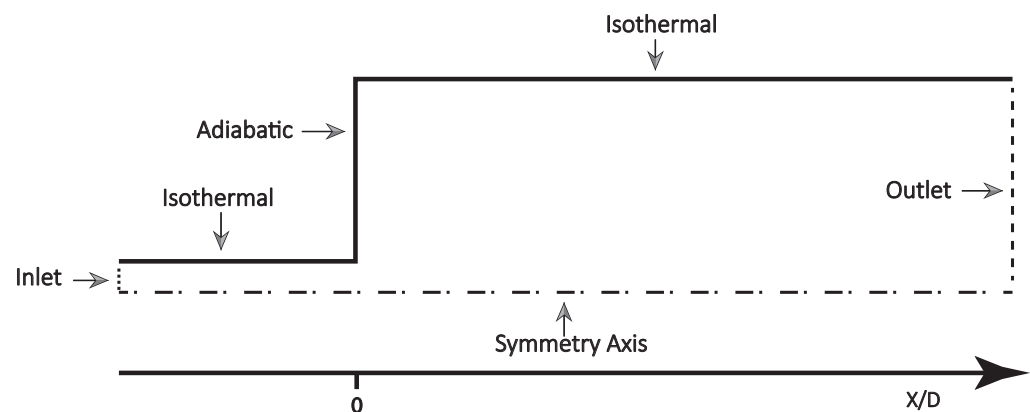 Isothermal
Adiabatic
Isothermal
Outlet
Inlet
Symmetry Axis
0
X/D